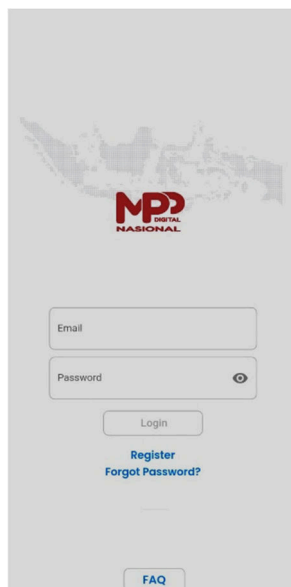 MPP
DIGITAL
NASIONAL
Email
Password
Login
Register
Forgot Password?
FAQ